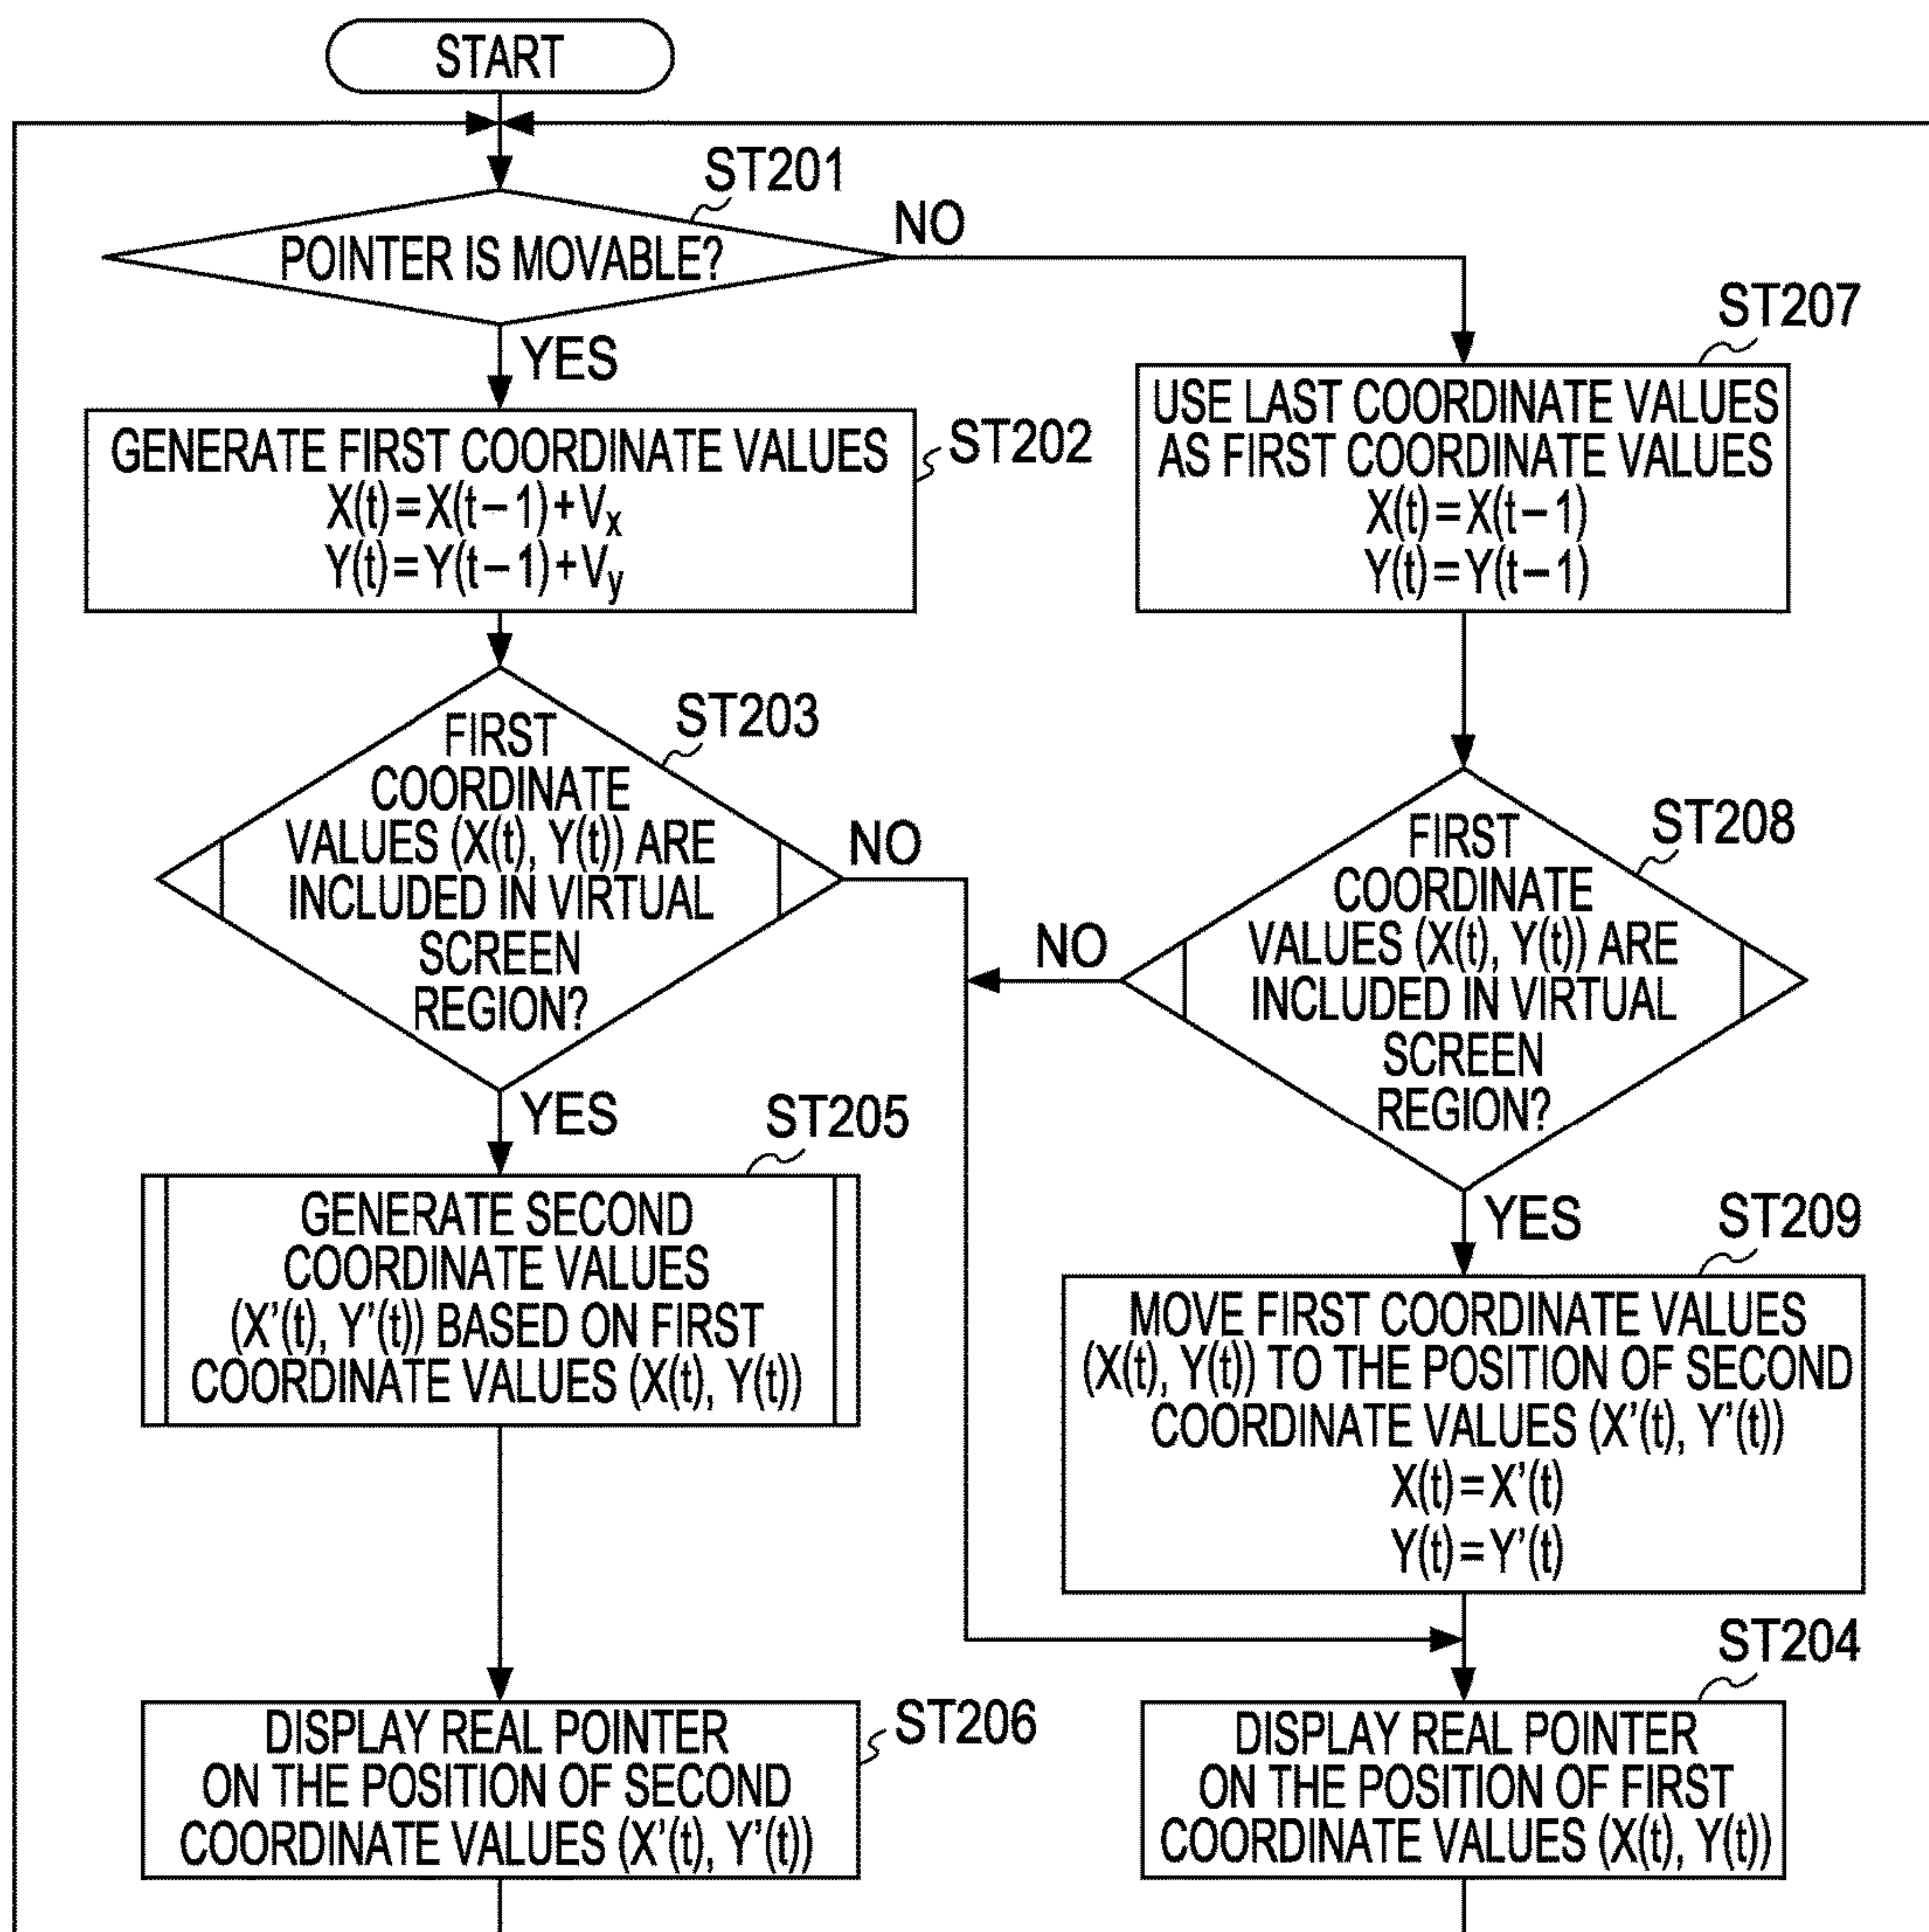 START
ST201
POINTER IS MOVABLE?
NO
YES
ST202
GENERATE FIRST COORDINATE VALUES
X(t)=X(t-1)+Vx
Y(t)=Y(t-1)+Vy
ST207
USE LAST COORDINATE VALUES
AS FIRST COORDINATE VALUES
X(t)=X(t-1)
Y(t)=Y(t-1)
ST203
FIRST
COORDINATE
VALUES (X(t), Y(t)) ARE
INCLUDED IN VIRTUAL
SCREEN
REGION?
NO
YES
ST208
FIRST
COORDINATE
VALUES (X(t), Y(t)) ARE
INCLUDED IN VIRTUAL
SCREEN
REGION?
NO
YES
ST205
GENERATE SECOND
COORDINATE VALUES
(X'(t), Y'(t)) BASED ON FIRST
COORDINATE VALUES (X(t), Y(t))
ST209
MOVE FIRST COORDINATE VALUES
(X(t), Y(t)) TO THE POSITION OF SECOND
COORDINATE VALUES (X'(t), Y'(t))
X(t)=X'(t)
Y(t)=Y'(t)
ST206
DISPLAY REAL POINTER
ON THE POSITION OF SECOND
COORDINATE VALUES (X'(t), Y'(t))
ST204
DISPLAY REAL POINTER
ON THE POSITION OF FIRST
COORDINATE VALUES (X(t), Y(t))